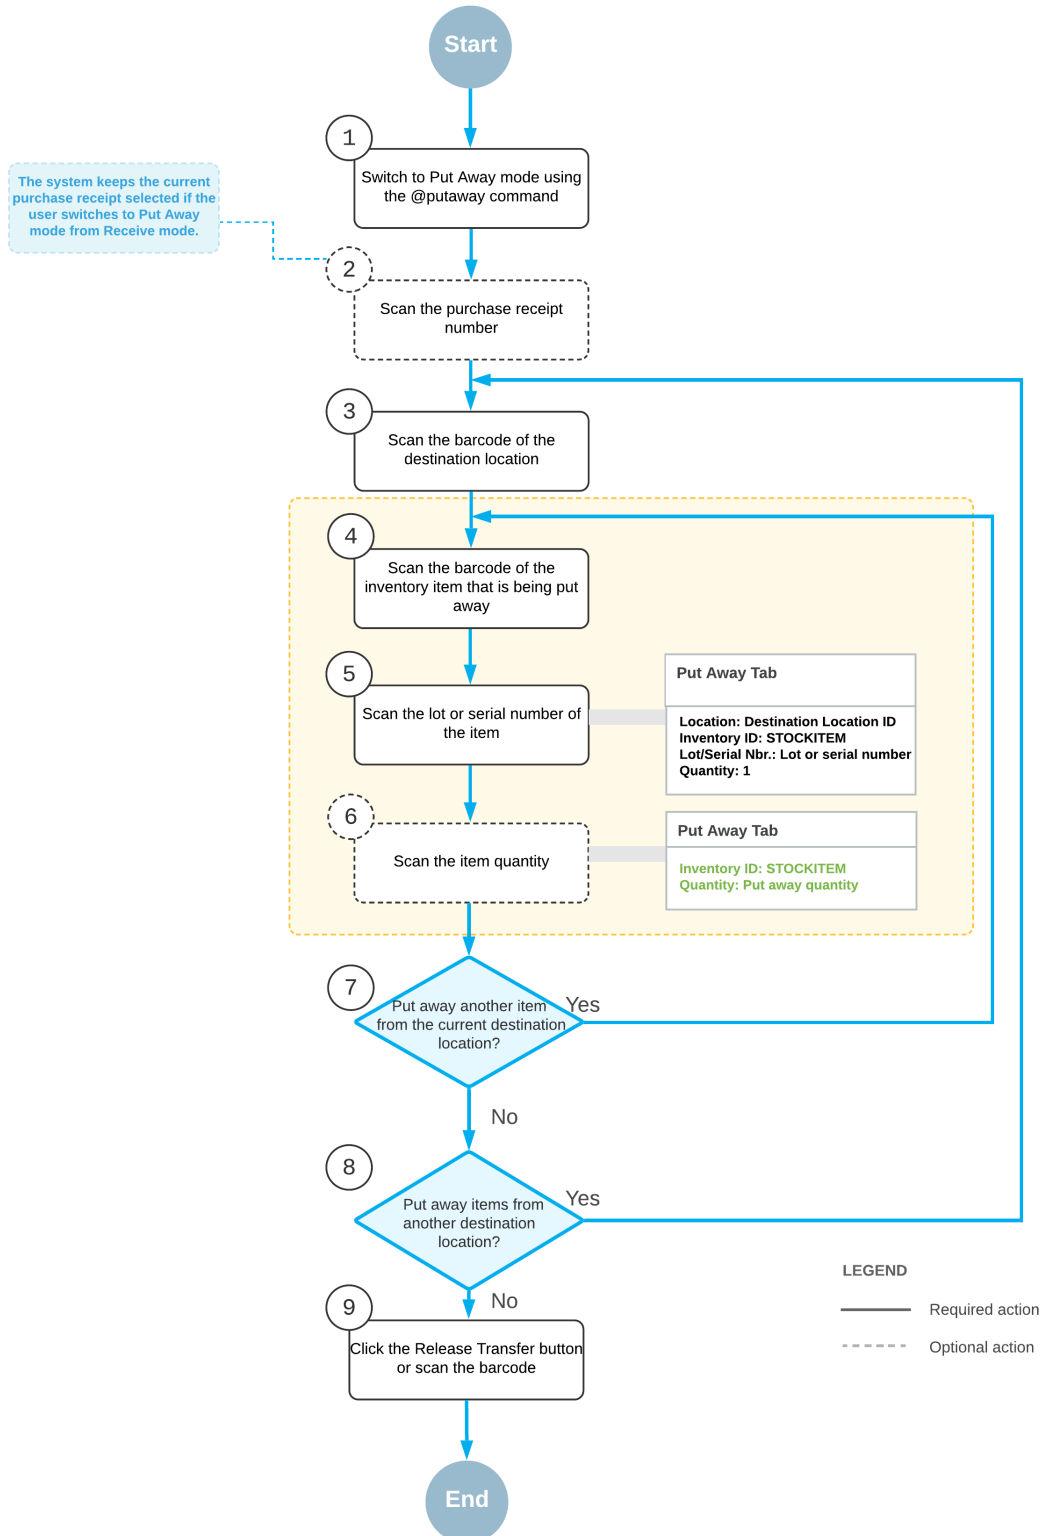 Start
1
Switch to Put Away mode using
the @putaway command
The system keeps the current
purchase receipt selected if the
user switches to Put Away
mode from Receive mode.
2
Scan the purchase receipt
number
3
Scan the barcode of the
destination location
4
Scan the barcode of the
inventory item that is being put
away
5
Scan the lot or serial number of
the item
Put Away Tab
Location: Destination Location ID
Inventory ID: STOCKITEM
Lot/Serial Nbr.: Lot or serial number
Quantity: 1
6
Scan the item quantity
Put Away Tab
Inventory ID: STOCKITEM
Quantity: Put away quantity
7
Put away another item
from the current destination
location?
Yes
No
8
Put away items from
another destination
location?
Yes
No
9
Click the Release Transfer button
or scan the barcode
LEGEND
Required action
Optional action
End